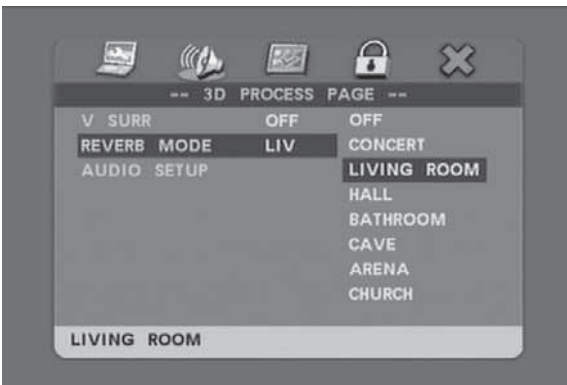 -- 3D PROCESS PAGE --
V SURR OFF OFF
REVERB MODE LIV CONCERT
AUDIO SETUP LIVING ROOM
HALL
BATHROOM
CAVE
ARENA
CHURCH
LIVING ROOM